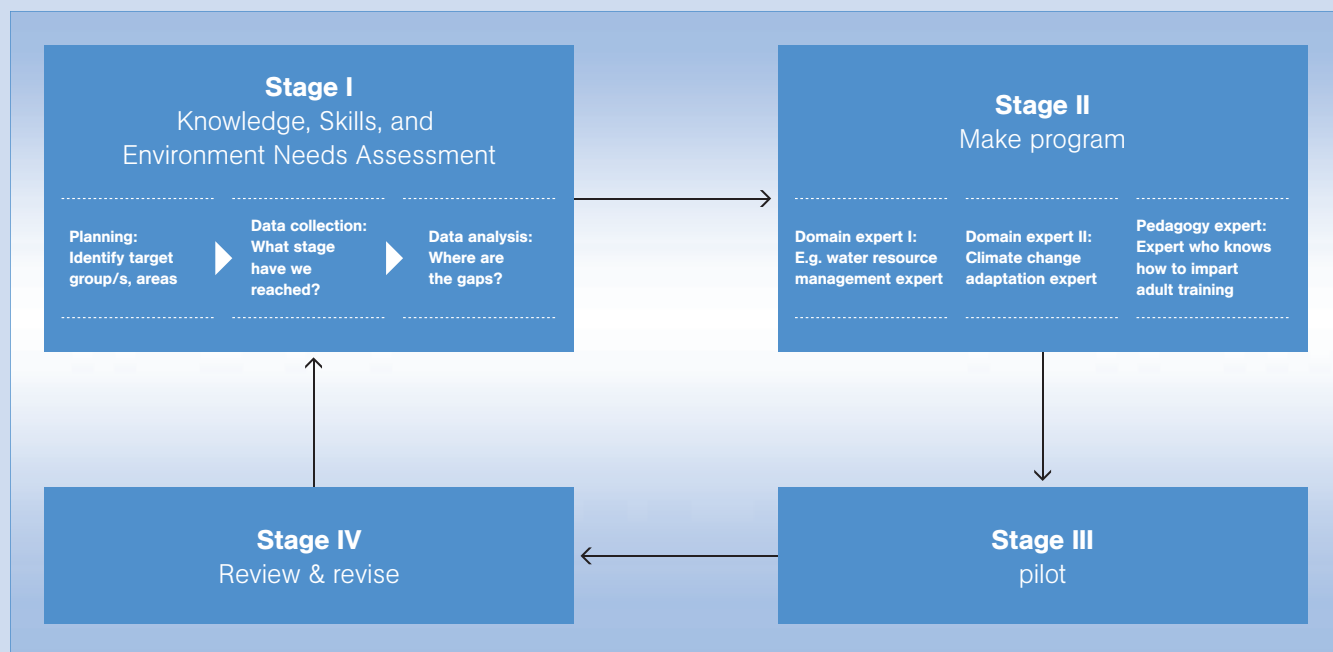 Stage I
Knowledge, Skills, and
Environment Needs Assessment
Planning:
Identify target
group/s, areas
Data collection:
What stage
have we
reached?
Data analysis:
Where are
the gaps?
Stage II
Make program
Domain expert I:
E.g. water resource
management expert
Domain expert II:
Climate change
adaptation expert
Pedagogy expert:
Expert who knows
how to impart
adult training
Stage III
pilot
Stage IV
Review & revise